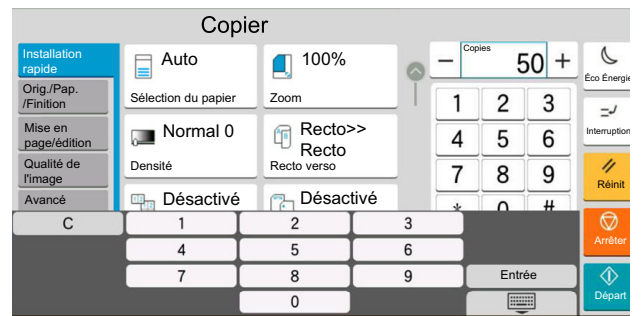 Copier
Installation
rapide
Orig./Pap.
/Finition
Mise en
page/édition
Qualité de
l'image
Avancé
Auto
Sélection du papier
100%
Zoom
Normal 0
Densité
Recto>>
Recto
Recto verso
Désactivé
Désactivé
Copies
− 50 +
1 2 3
4 5 6
7 8 9
* 0 #
Éco Énergie
Interruption
Réinit
Arrêter
Départ
C 1 2 3
4 5 6
7 8 9
Entrée
0